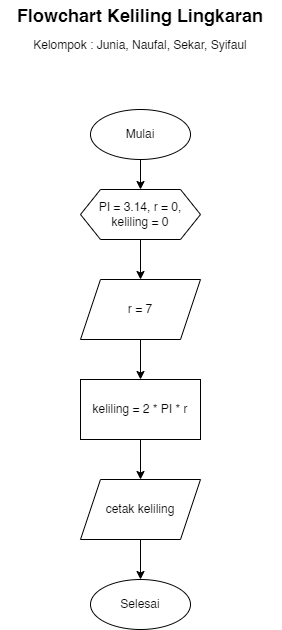 Flowchart Keliling Lingkaran
Kelompok : Junia, Naufal, Sekar, Syifaul
Mulai
PI = 3.14, r = 0,
keliling = 0
r = 7
keliling = 2 * PI * r
cetak keliling
Selesai